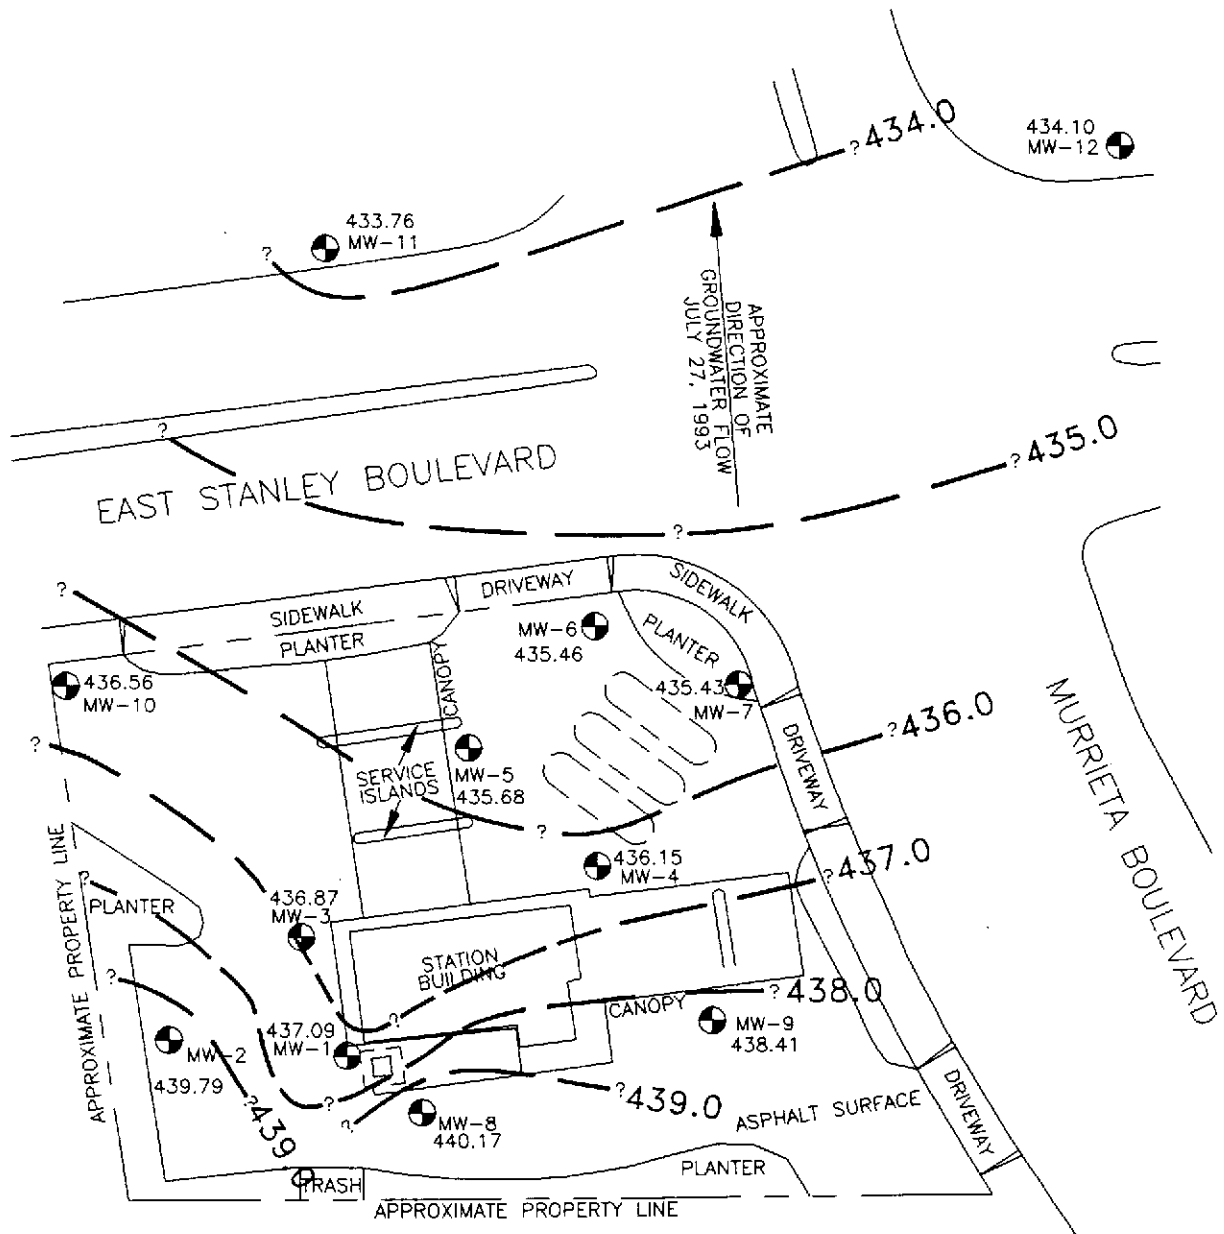 ?434.0
434.10
MW-12
433.76
MW-11
?
APPROXIMATE
DIRECTION OF
GROUNDWATER FLOW
JULY 27, 1993
?
?435.0
EAST STANLEY BOULEVARD
?
?
SIDEWALK
DRIVEWAY
SIDEWALK
PLANTER
CANOPY
MW-6
435.46
PLANTER
436.56
MW-10
435.43
MW-7
?436.0
?
MW-5
435.68
SERVICE
ISLANDS
DRIVEWAY
MURRIETA BOULEVARD
?
436.15
MW-4
?437.0
?
PLANTER
APPROXIMATE PROPERTY LINE
436.87
MW-3
STATION
BUILDING
?
?438.0
CANOPY
?
437.09
MW-1
MW-2
439.79
MW-9
438.41
?439.0
?
?439.0
?
MW-8
440.17
ASPHALT SURFACE
DRIVEWAY
TRASH
PLANTER
APPROXIMATE PROPERTY LINE